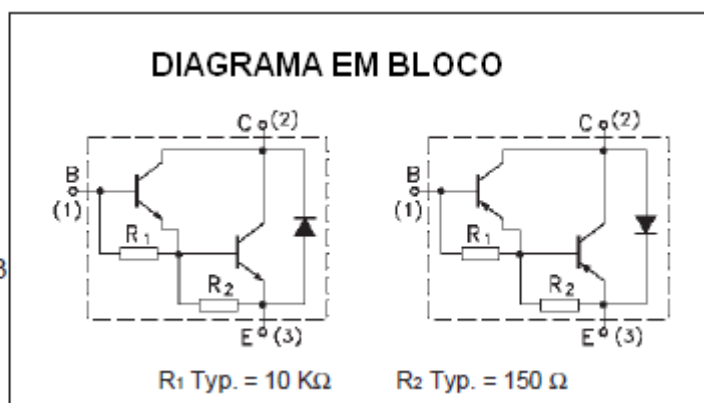 DIAGRAMA EM BLOCO
C (2) C (2)
B B
(1) (1)
R1 R1
3
R2 R2
E (3) E (3)
R1 Typ. = 10 KΩ R2 Typ. = 150 Ω